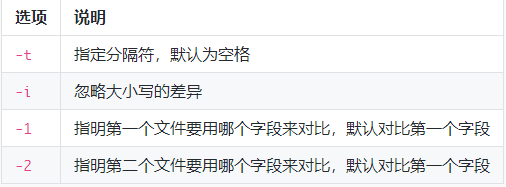 选项 说明
-t 指定分隔符，默认为空格
-i 忽略大小写的差异
-1 指明第一个文件要用哪个字段来对比，默认对比第一个字段
-2 指明第二个文件要用哪个字段来对比，默认对比第一个字段